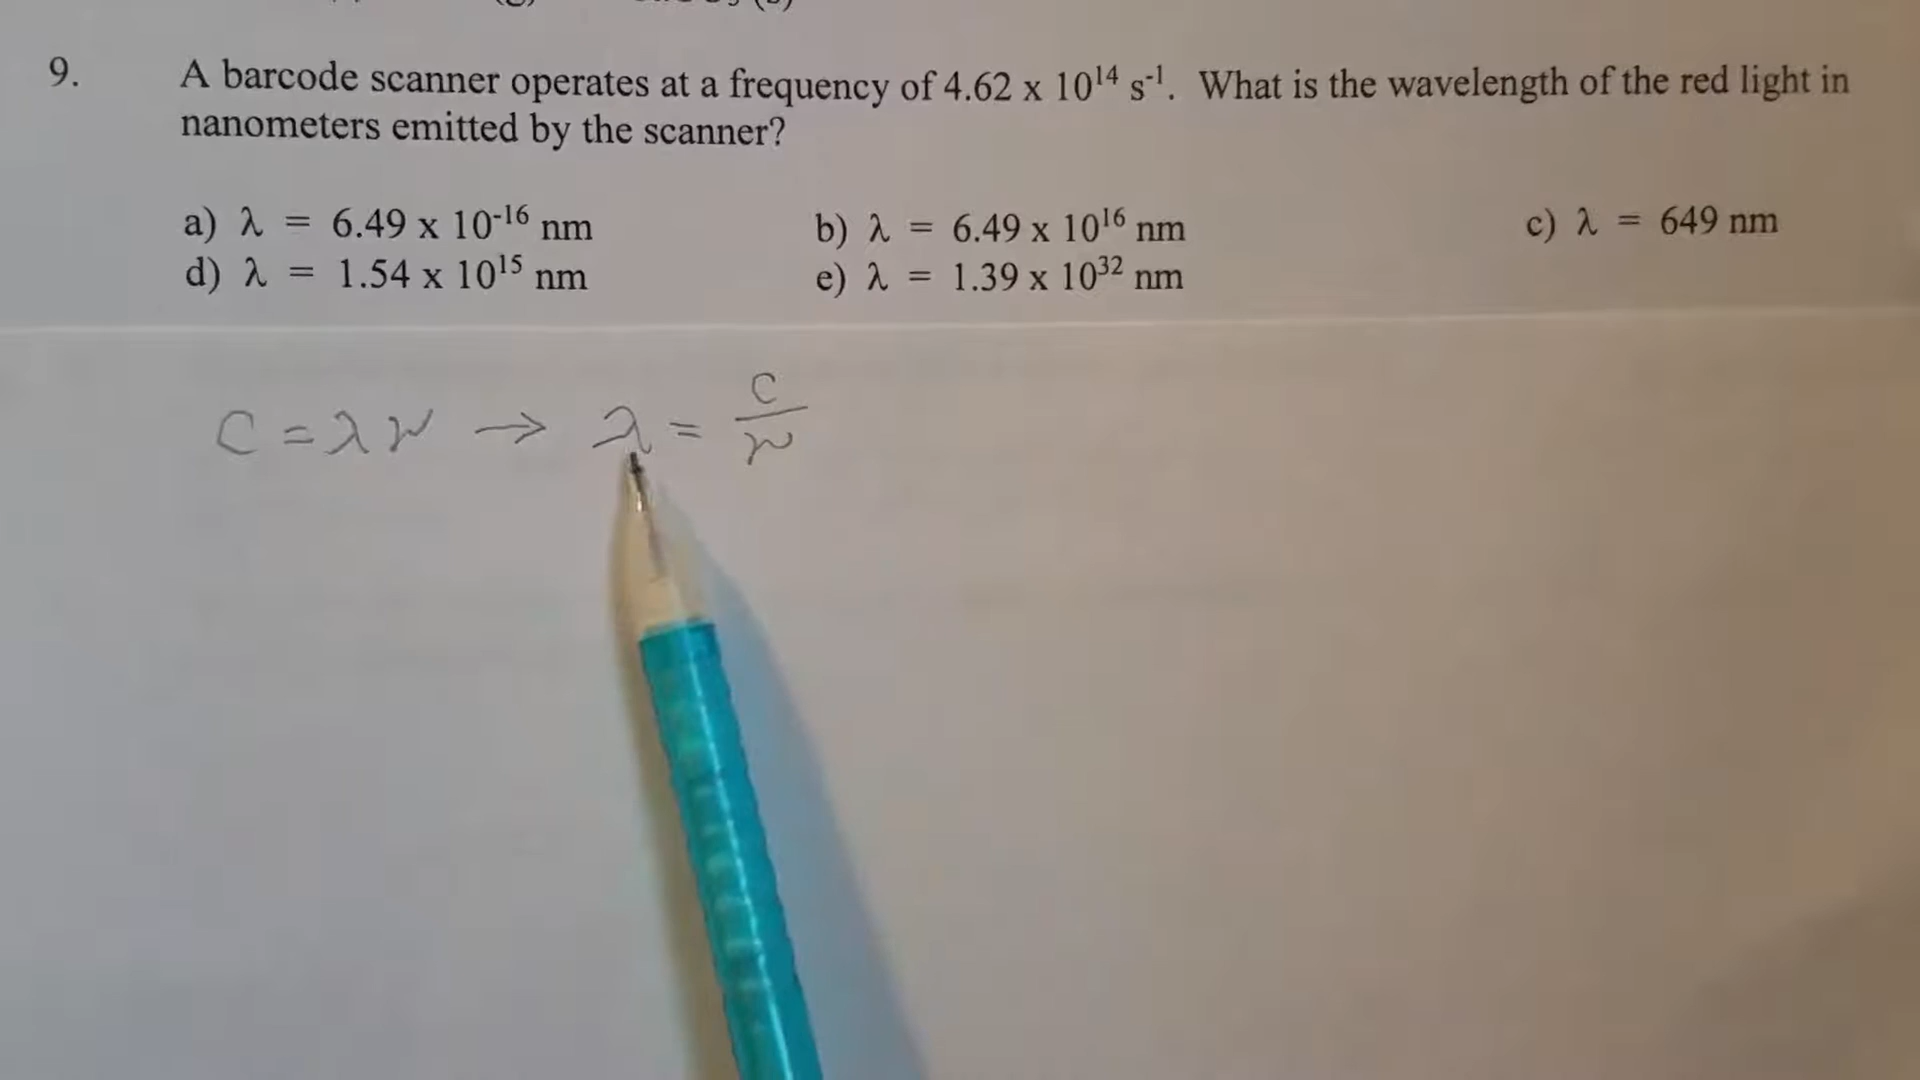 9. A barcode scanner operates at a frequency of 4.62 x 10¹⁴ s⁻¹. What is the wavelength of the red light in
nanometers emitted by the scanner?
a) λ = 6.49 x 10⁻¹⁶ nm b) λ = 6.49 x 10¹⁶ nm c) λ = 649 nm
d) λ = 1.54 x 10¹⁵ nm e) λ = 1.39 x 10³² nm
C = λν → λ = c/ν